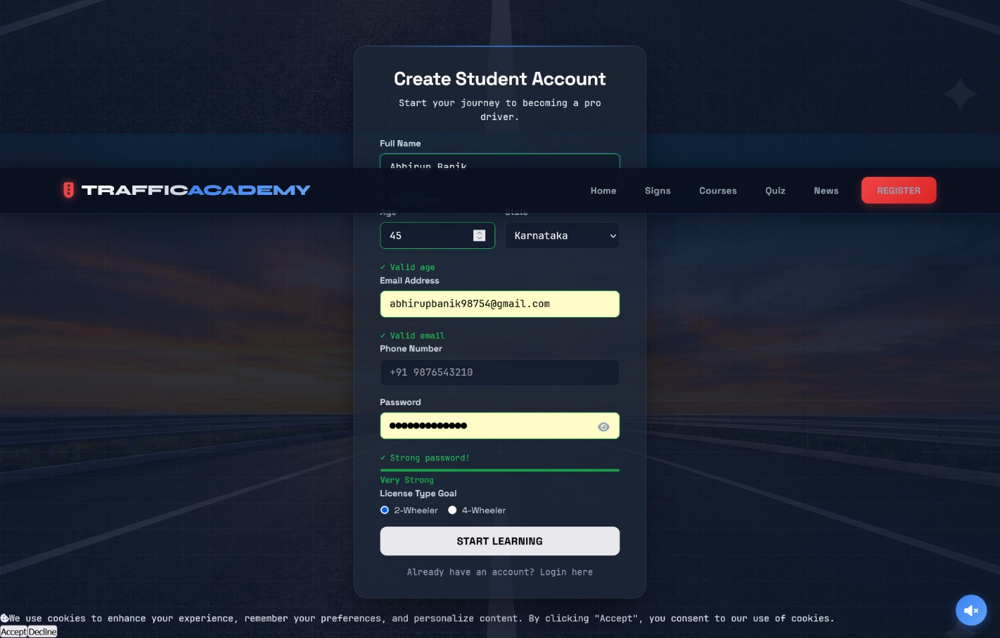 Create Student Account
Start your journey to becoming a pro
driver.
Full Name
Abhirup Banik
TRAFFICACADEMY
Home
Signs
Courses
Quiz
News
REGISTER
✓ Valid name
Age
State
45
Karnataka
✓ Valid age
Email Address
abhirupbanik98754@gmail.com
✓ Valid email
Phone Number
+91 9876543210
Password
✓ Strong password!
Very Strong
License Type Goal
2-Wheeler
4-Wheeler
START LEARNING
Already have an account? Login here
We use cookies to enhance your experience, remember your preferences, and personalize content. By clicking "Accept", you consent to our use of cookies.
Accept
Decline